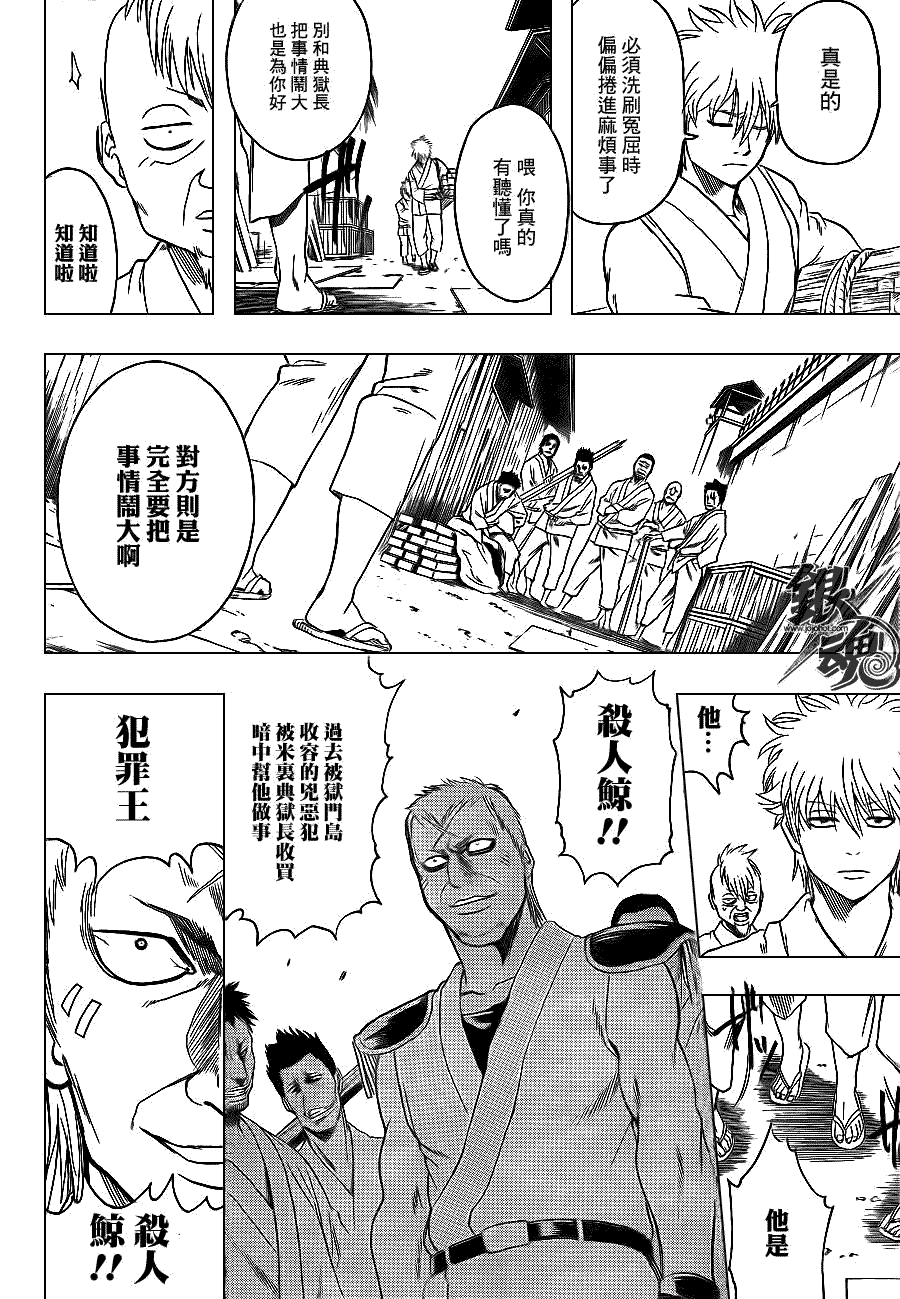 真是的
必須洗刷冤屈時
偏偏捲進麻煩事了
喂 你真的
有聽懂了嗎
別和典獄長
把事情鬧大
也是為你好
知道啦
知道啦
對方則是
完全要把
事情鬧大啊
銀魂
www.jojohot.com
他…
他是
殺人鯨!!
過去被獄門島
收容的兇惡犯
被米裏典獄長收買
暗中幫他做事
犯罪王
殺人
鯨!!